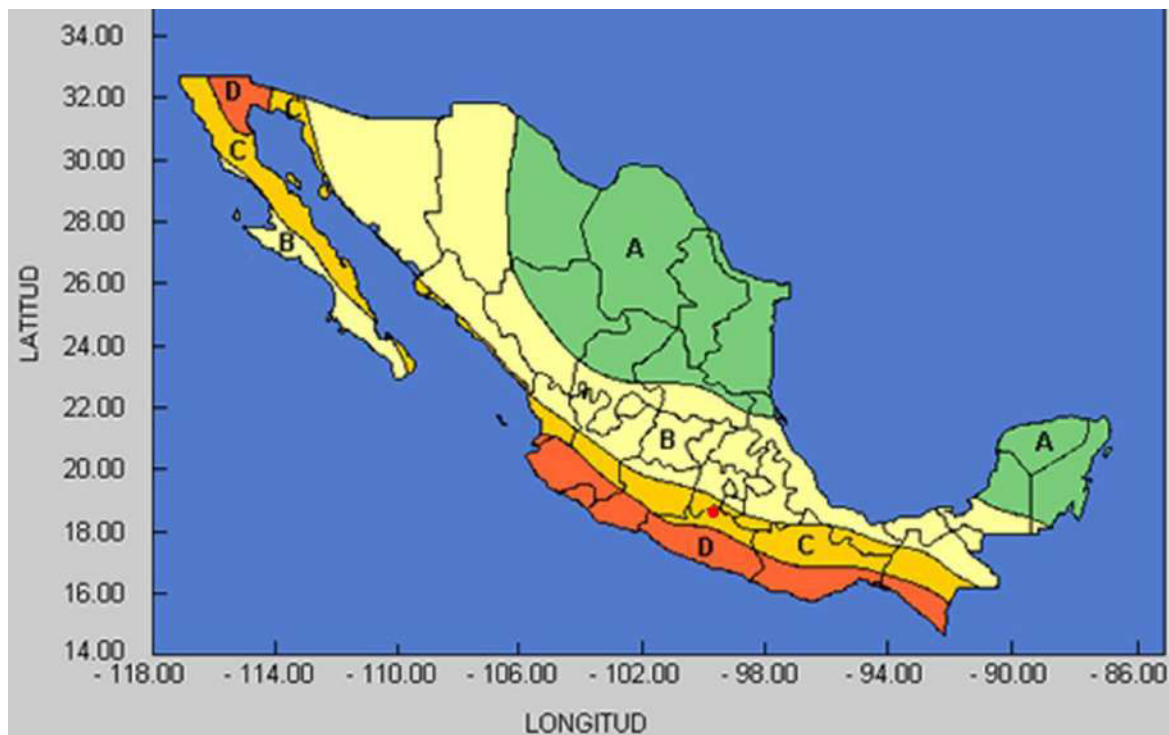 34.00
32.00
30.00
28.00
26.00
24.00
22.00
20.00
18.00
16.00
14.00
LATITUD
D
C
C
B
A
B
A
C
D
- 118.00 - 114.00 - 110.00 - 106.00 - 102.00 - 98.00 - 94.00 - 90.00 - 86.00
LONGITUD